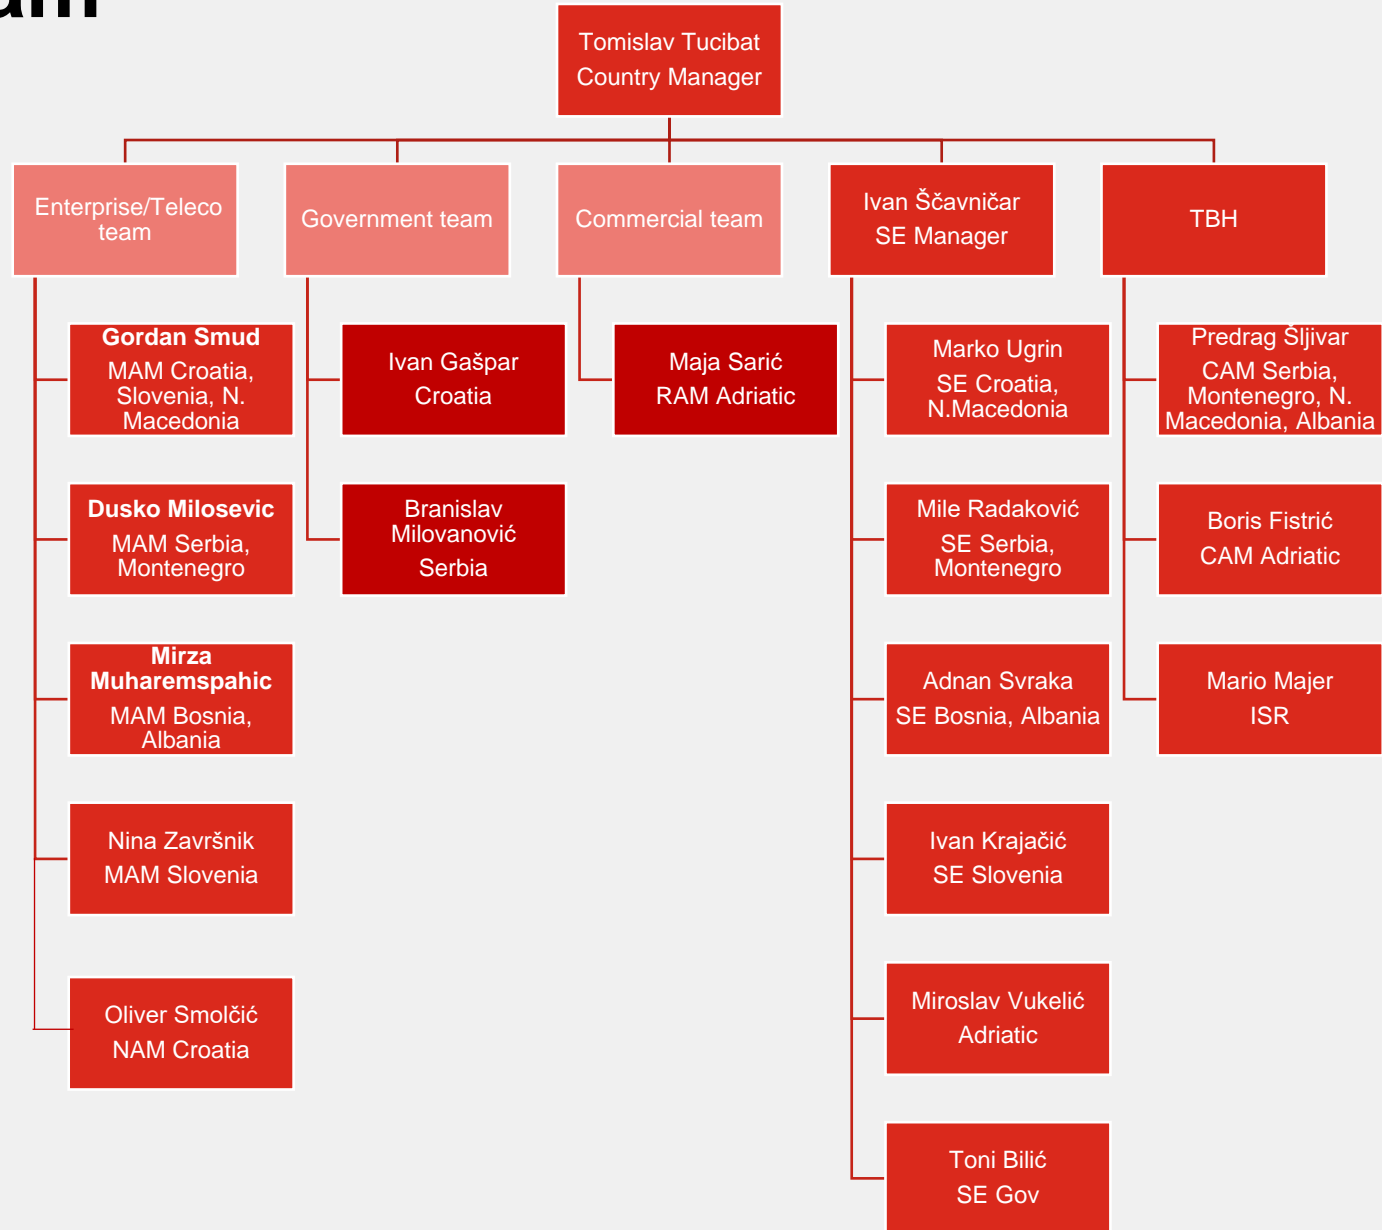 Tomislav Tucibat
Country Manager
Enterprise/Teleco
team
Government team
Commercial team
Ivan Ščavničar
SE Manager
TBH
Gordan Smud
MAM Croatia,
Slovenia, N.
Macedonia
Dusko Milosevic
MAM Serbia,
Montenegro
Mirza
Muharemspahic
MAM Bosnia,
Albania
Nina Završnik
MAM Slovenia
Oliver Smolčić
NAM Croatia
Ivan Gašpar
Croatia
Branislav
Milovanović
Serbia
Maja Sarić
RAM Adriatic
Marko Ugrin
SE Croatia,
N.Macedonia
Mile Radaković
SE Serbia,
Montenegro
Adnan Svraka
SE Bosnia, Albania
Ivan Krajačić
SE Slovenia
Miroslav Vukelić
Adriatic
Toni Bilić
SE Gov
Predrag Šljivar
CAM Serbia,
Montenegro, N.
Macedonia, Albania
Boris Fistrić
CAM Adriatic
Mario Majer
ISR